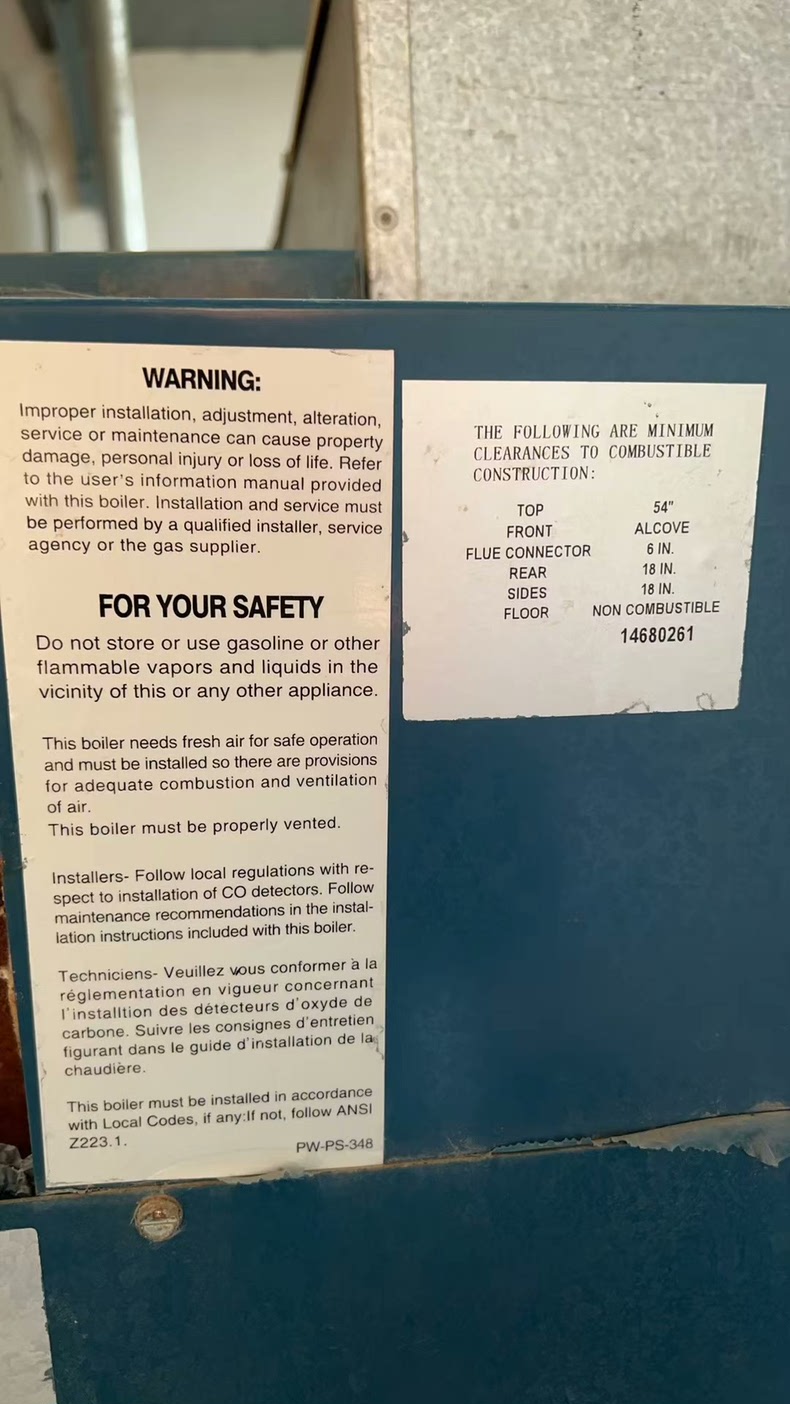 WARNING:
Improper installation, adjustment, alteration,
service or maintenance can cause property
damage, personal injury or loss of life. Refer
to the user's information manual provided
with this boiler. Installation and service must
be performed by a qualified installer, service
agency or the gas supplier.
FOR YOUR SAFETY
Do not store or use gasoline or other
flammable vapors and liquids in the
vicinity of this or any other appliance.
This boiler needs fresh air for safe operation
and must be installed so there are provisions
for adequate combustion and ventilation
of air.
This boiler must be properly vented.
Installers- Follow local regulations with re-
spect to installation of CO detectors. Follow
maintenance recommendations in the instal-
lation instructions included with this boiler.
Techniciens- Veuillez vous conformer à la
réglementation en vigueur concernant
l'installtion des détecteurs d'oxyde de
carbone. Suivre les consignes d'entretien
figurant dans le guide d'installation de la
chaudière.
This boiler must be installed in accordance
with Local Codes, if any:If not, follow ANSI
Z223.1.
PW-PS-348
THE FOLLOWING ARE MINIMUM
CLEARANCES TO COMBUSTIBLE
CONSTRUCTION:
TOP 54"
FRONT ALCOVE
FLUE CONNECTOR 6 IN.
REAR 18 IN.
SIDES 18 IN.
FLOOR NON COMBUSTIBLE
14680261